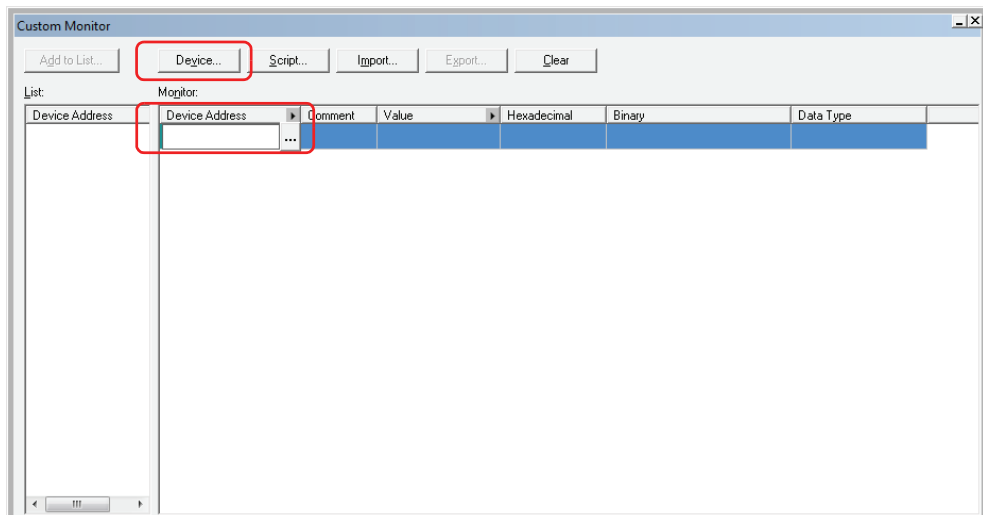 Custom Monitor
Add to List... Device... Script... Import... Export... Clear
List: Monitor:
Device Address Device Address Comment Value Hexadecimal Binary Data Type
...